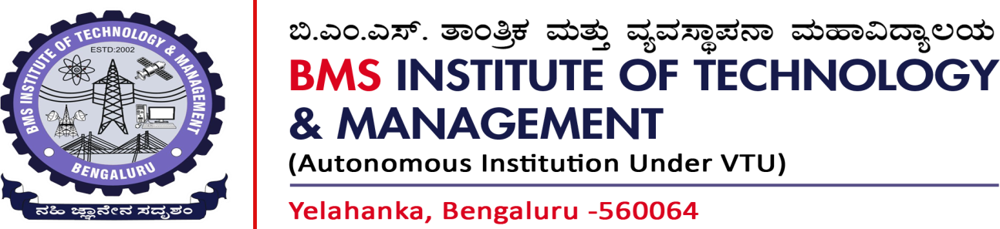 BMS INSTITUTE OF TECHNOLOGY & MANAGEMENT
ESTD:2002
BENGALURU
ನಹಿ ಜ್ಞಾನೇನ ಸದೃಶಂ
ಬಿ.ಎಂ.ಎಸ್. ತಾಂತ್ರಿಕ ಮತ್ತು ವ್ಯವಸ್ಥಾಪನಾ ಮಹಾವಿದ್ಯಾಲಯ
BMS INSTITUTE OF TECHNOLOGY
& MANAGEMENT
(Autonomous Institution Under VTU)
Yelahanka, Bengaluru -560064